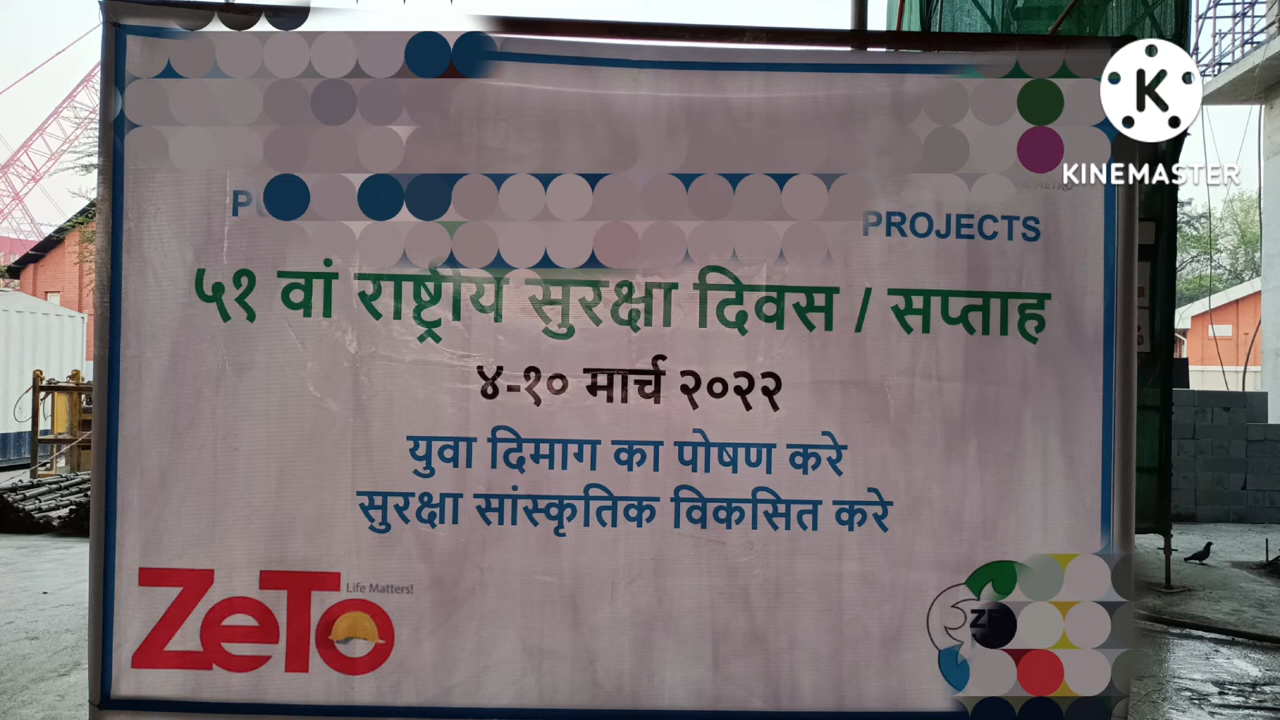 K
KINEMASTER
PROJECTS
५१ वां राष्ट्रीय सुरक्षा दिवस / सप्ताह
४-१० मार्च २०२२
युवा दिमाग का पोषण करे
सुरक्षा सांस्कृतिक विकसित करे
Life Matters!
ZeTo